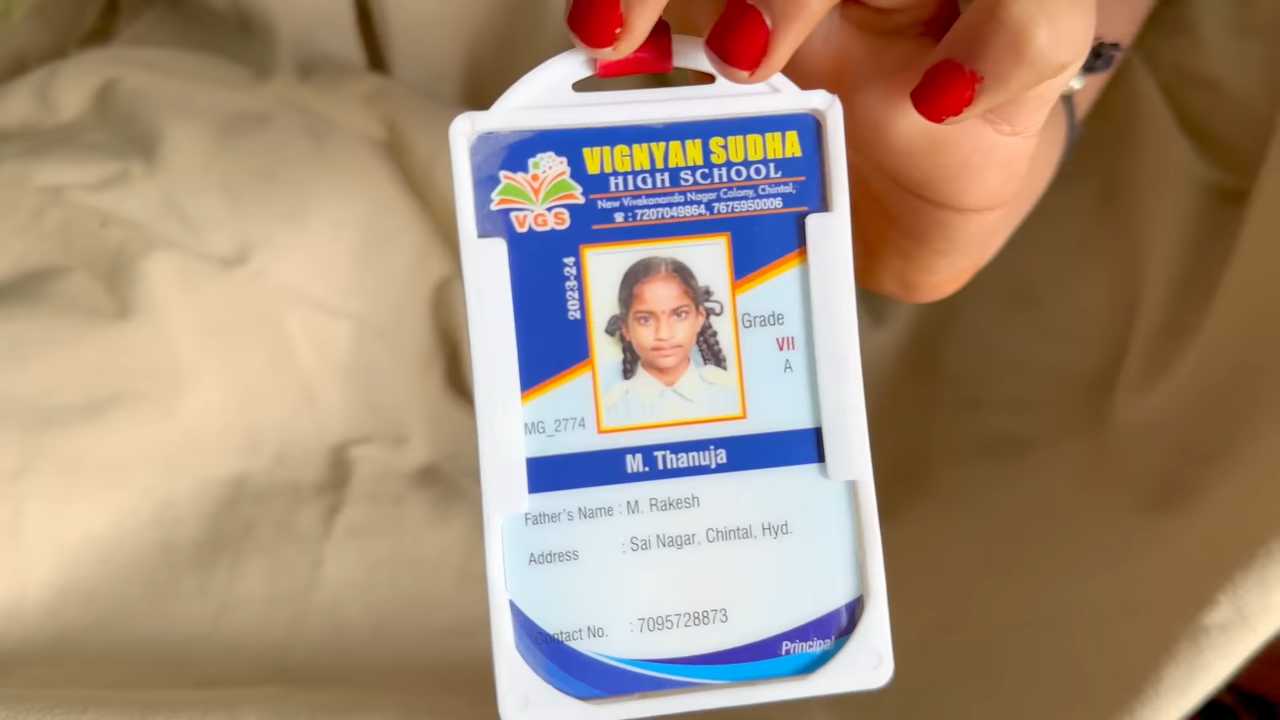 VIGNYAN SUDHA
HIGH SCHOOL
New Vivekananda Nagar Colony, Chintal,
☎ : 7207049864, 7675950006
VGS
2023-24
Grade
VII
A
MG_2774
M. Thanuja
Father's Name : M. Rakesh
Address : Sai Nagar, Chintal, Hyd.
Contact No. : 7095728873
Principal